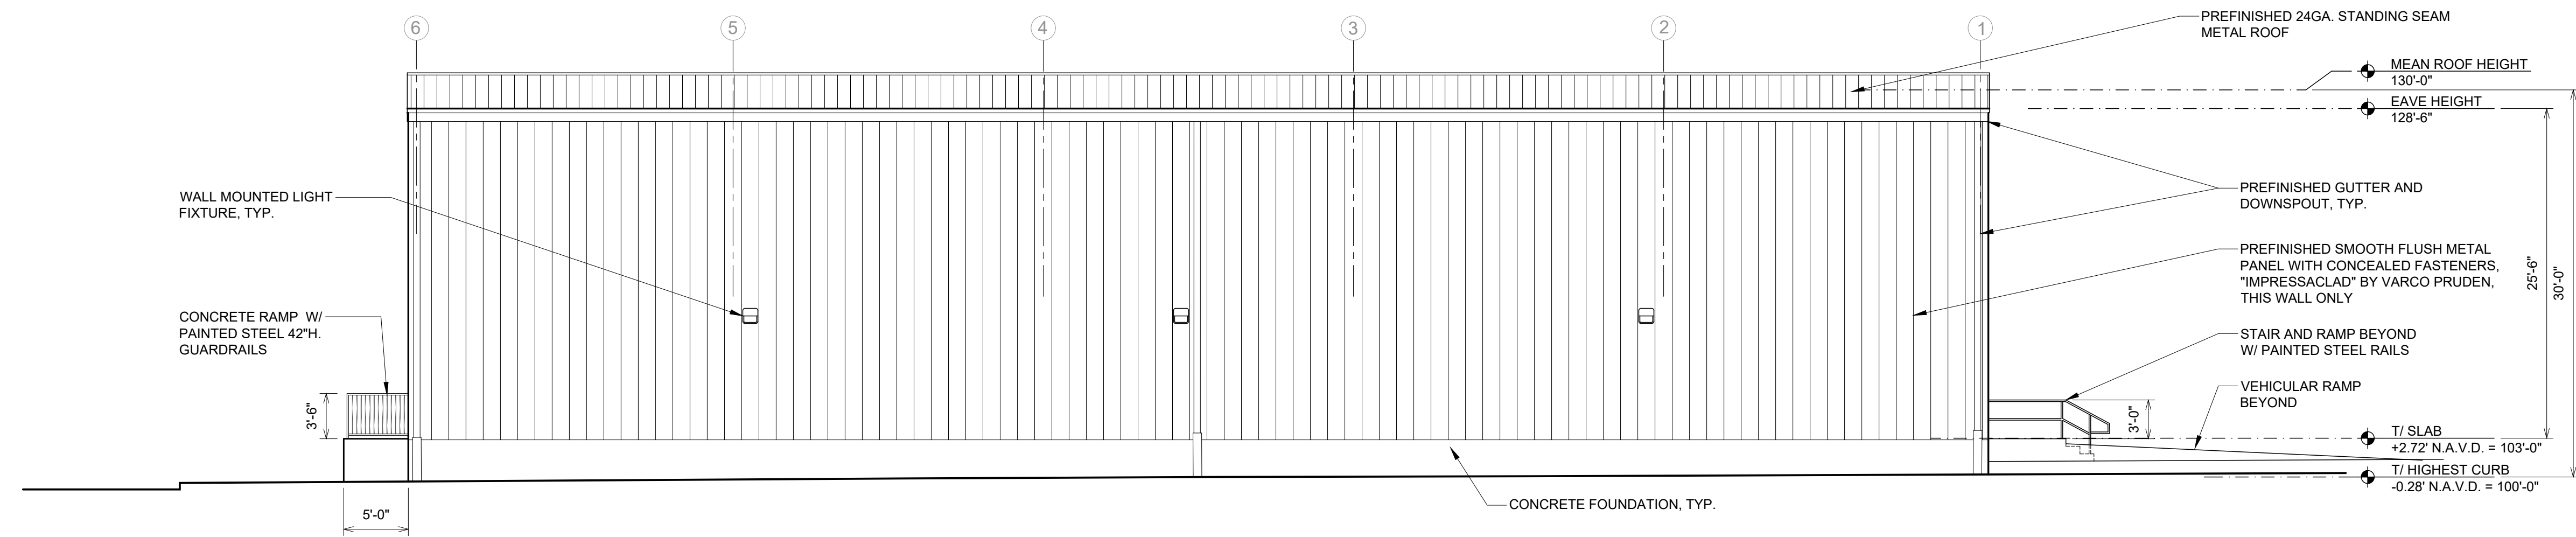 6
5
4
3
2
1
PREFINISHED 24GA. STANDING SEAM
METAL ROOF
MEAN ROOF HEIGHT
130'-0"
EAVE HEIGHT
128'-6"
WALL MOUNTED LIGHT
FIXTURE, TYP.
PREFINISHED GUTTER AND
DOWNSPOUT, TYP.
PREFINISHED SMOOTH FLUSH METAL
PANEL WITH CONCEALED FASTENERS,
"IMPRESSACLAD" BY VARCO PRUDEN,
THIS WALL ONLY
25'-6"
30'-0"
CONCRETE RAMP W/
PAINTED STEEL 42"H.
GUARDRAILS
STAIR AND RAMP BEYOND
W/ PAINTED STEEL RAILS
VEHICULAR RAMP
BEYOND
3'-6"
3'-0"
T/ SLAB
+2.72' N.A.V.D. = 103'-0"
T/ HIGHEST CURB
-0.28' N.A.V.D. = 100'-0"
CONCRETE FOUNDATION, TYP.
5'-0"